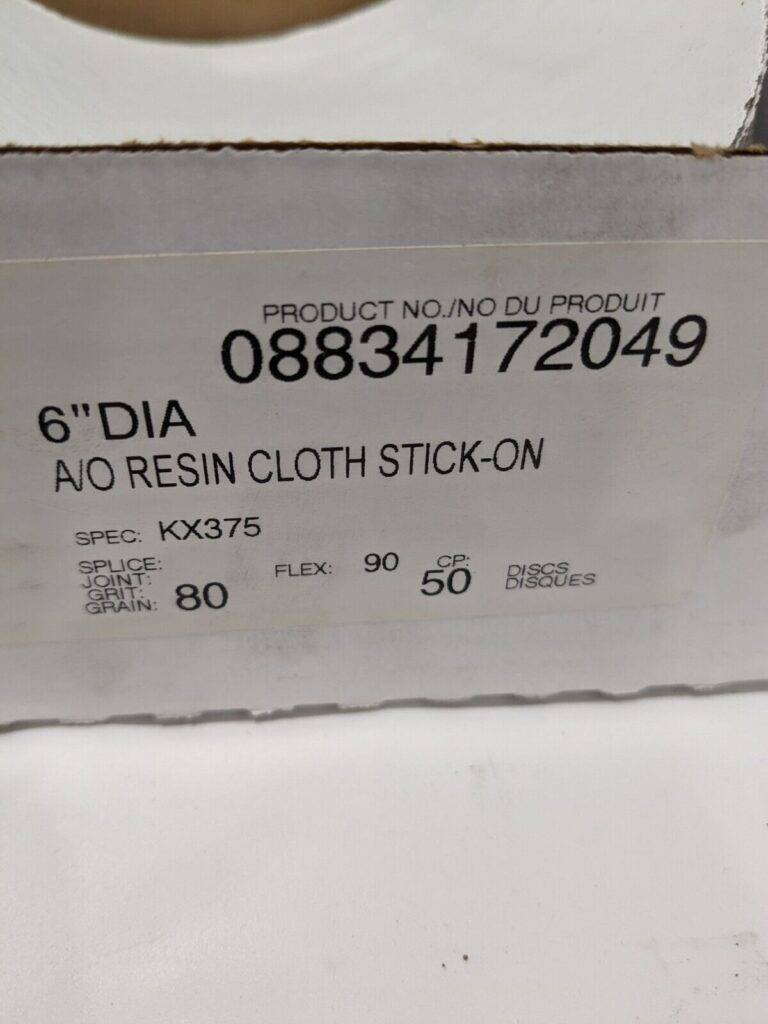 PRODUCT NO./NO DU PRODUIT
08834172049
6" DIA
A/O RESIN CLOTH STICK-ON
SPEC: KX375
SPLICE:
JOINT:
GRIT:
GRAIN: 80
FLEX: 90
CP: 50
DISCS
DISQUES